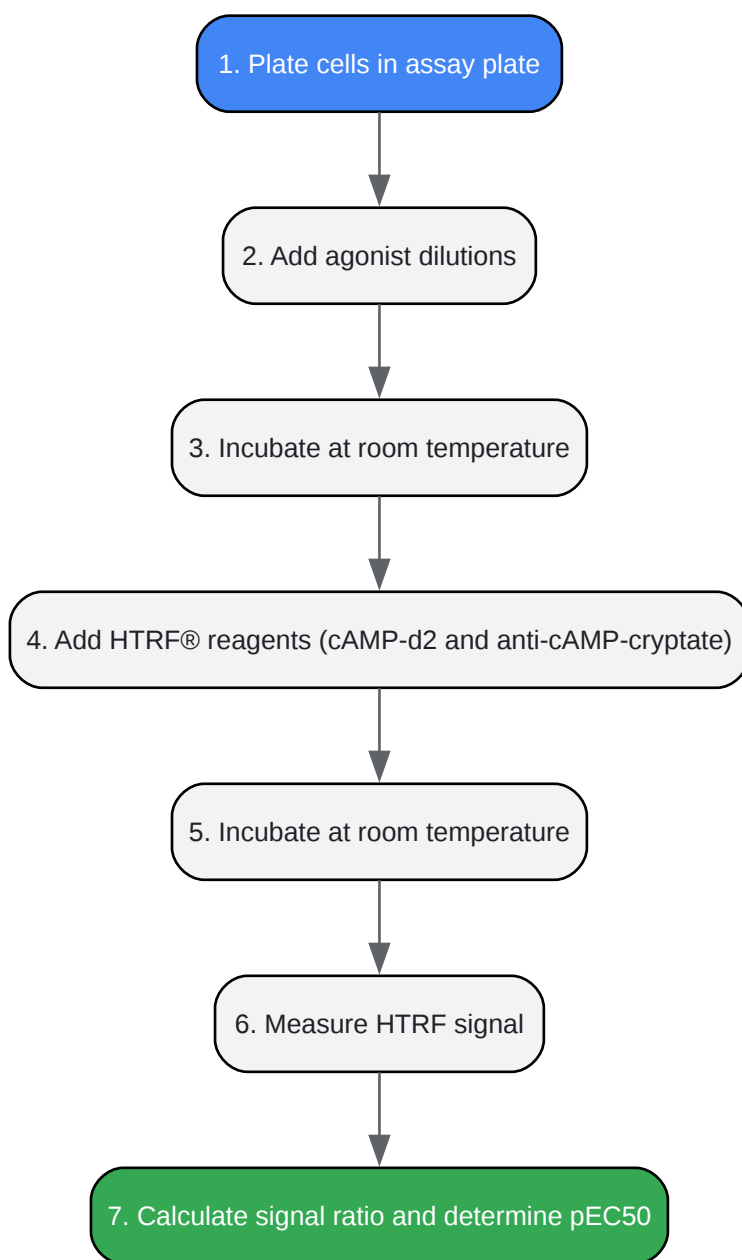 1. Plate cells in assay plate
2. Add agonist dilutions
3. Incubate at room temperature
4. Add HTRF® reagents (cAMP-d2 and anti-cAMP-cryptate)
5. Incubate at room temperature
6. Measure HTRF signal
7. Calculate signal ratio and determine pEC50